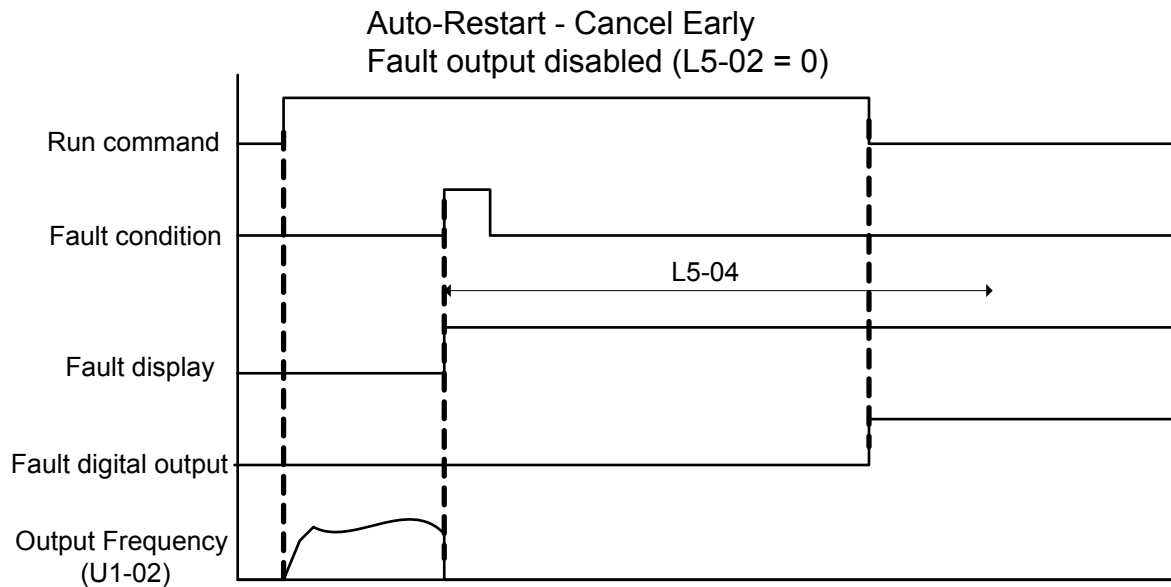 Auto-Restart - Cancel Early
Fault output disabled (L5-02 = 0)
Run command
Fault condition
L5-04
Fault display
Fault digital output
Output Frequency
(U1-02)